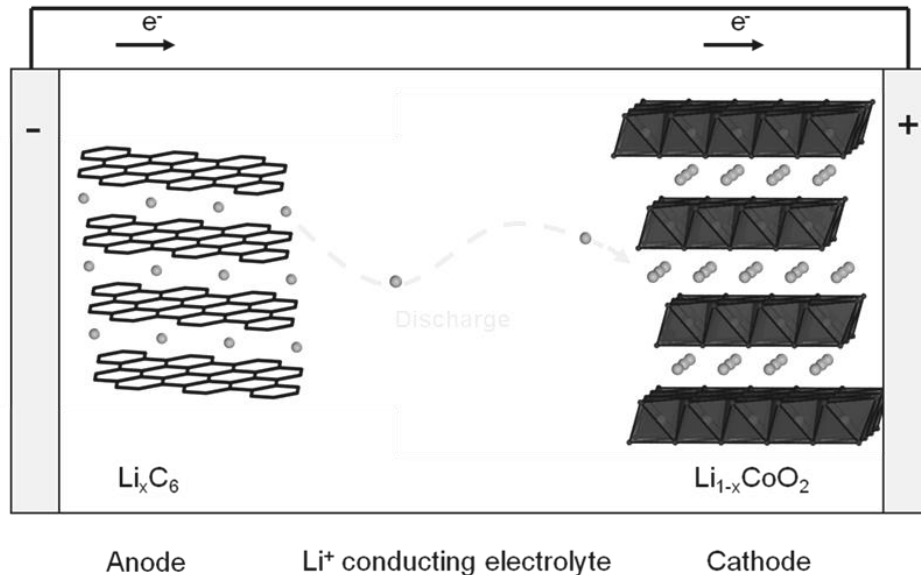 e⁻ e⁻
- +
Discharge
LiₓC₆ Li₁₋ₓCoO₂
Anode Li⁺ conducting electrolyte Cathode